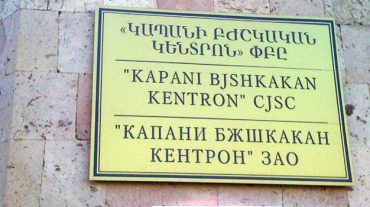 «ԿԱՊԱՆԻ ԲԺՇԿԱԿԱՆ
ԿԵՆՏՐՈՆ» ՓԲԸ
"KAPANI BJSHKAKAN
KENTRON" CJSC
"КАПАНИ БЖШКАКАН
КЕНТРОН" ЗАО